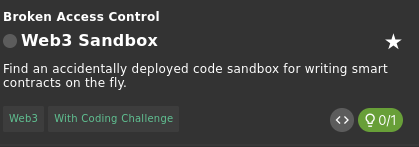 Broken Access Control
Web3 Sandbox
Find an accidentally deployed code sandbox for writing smart
contracts on the fly.
Web3 With Coding Challenge <> 0/1